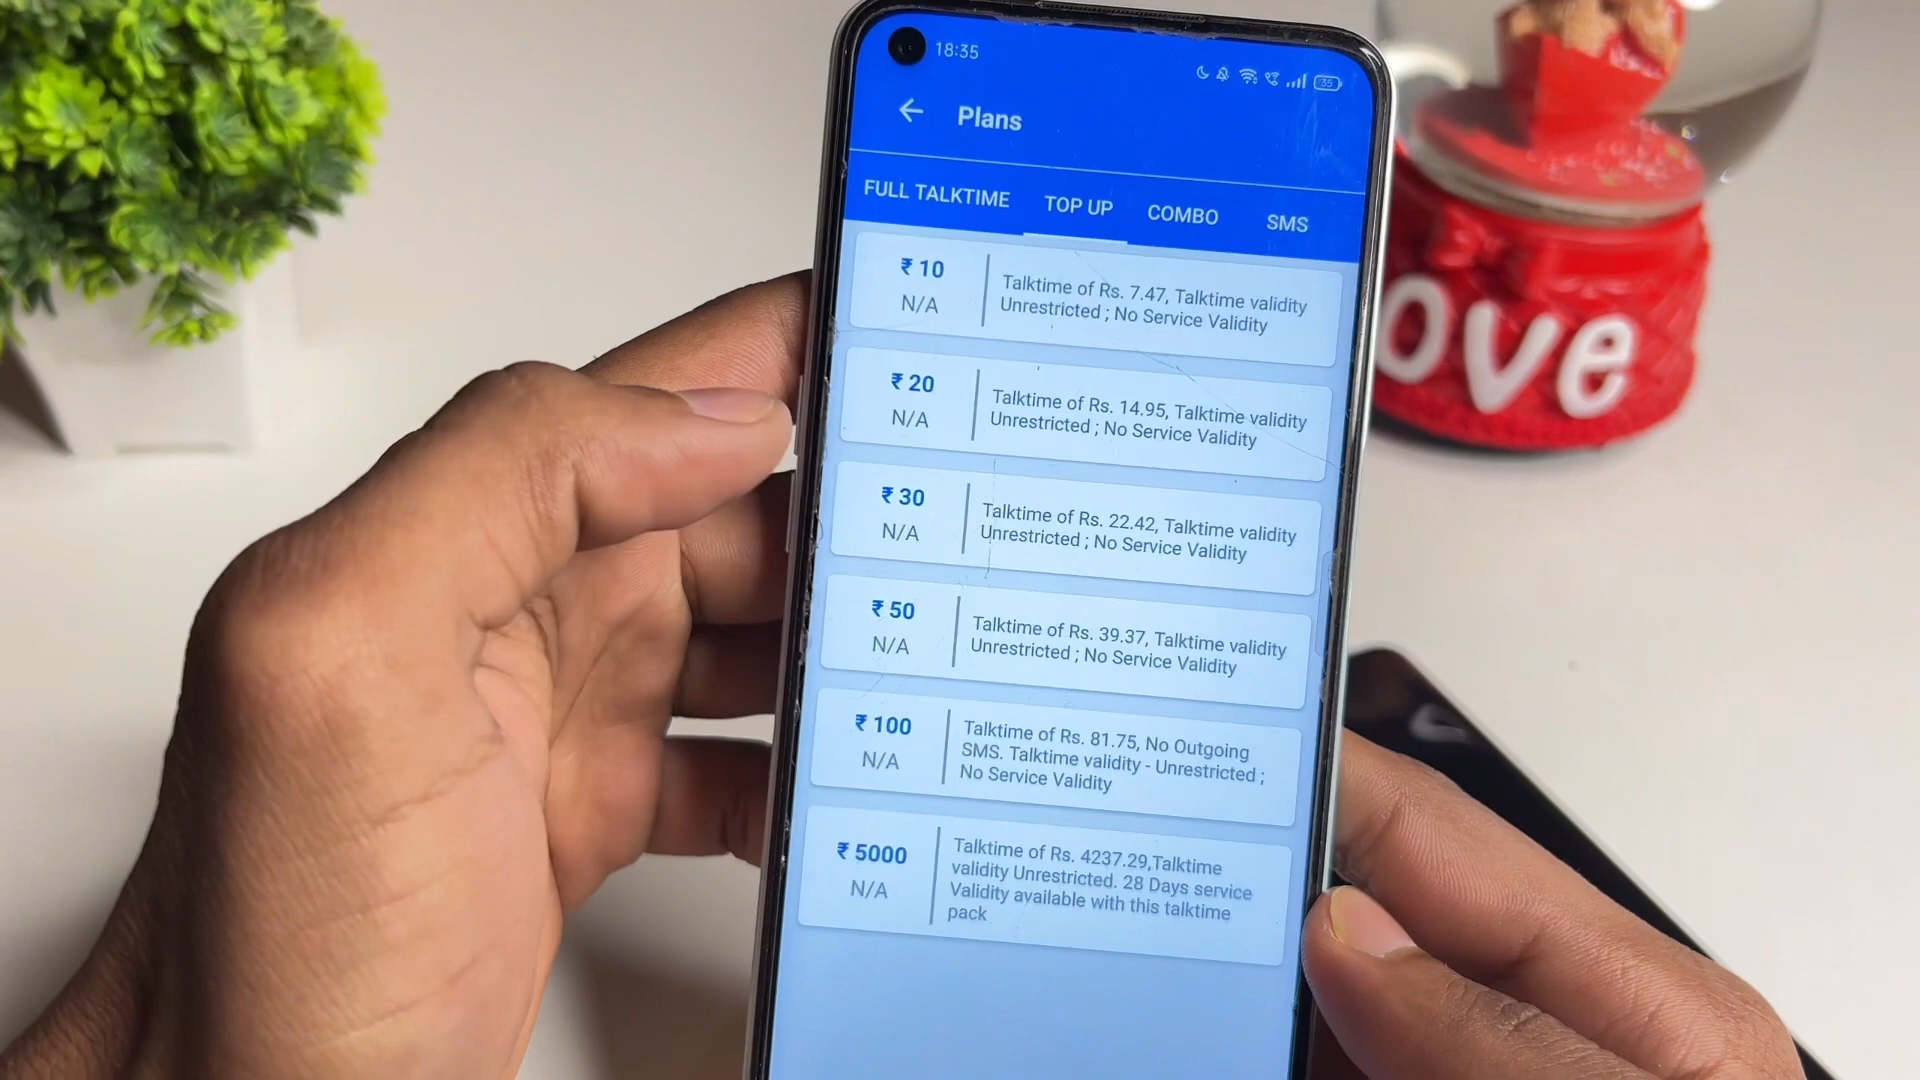 18:35
35
Plans
FULL TALKTIME TOP UP COMBO SMS
₹ 10
N/A
Talktime of Rs. 7.47, Talktime validity
Unrestricted ; No Service Validity
₹ 20
N/A
Talktime of Rs. 14.95, Talktime validity
Unrestricted ; No Service Validity
₹ 30
N/A
Talktime of Rs. 22.42, Talktime validity
Unrestricted ; No Service Validity
₹ 50
N/A
Talktime of Rs. 39.37, Talktime validity
Unrestricted ; No Service Validity
₹ 100
N/A
Talktime of Rs. 81.75, No Outgoing
SMS. Talktime validity - Unrestricted ;
No Service Validity
₹ 5000
N/A
Talktime of Rs. 4237.29,Talktime
validity Unrestricted. 28 Days service
Validity available with this talktime
pack
ove